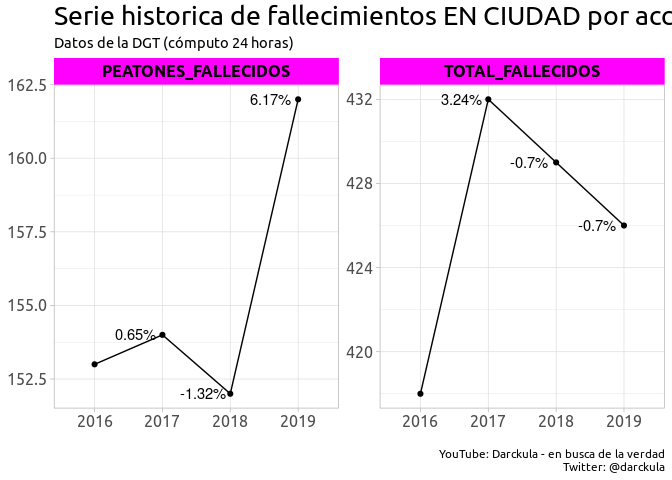 Serie historica de fallecimientos EN CIUDAD por acc
Datos de la DGT (cómputo 24 horas)
PEATONES_FALLECIDOS
TOTAL_FALLECIDOS
162.5
160.0
157.5
155.0
152.5
0.65%
-1.32%
6.17%
2016 2017 2018 2019
432
428
424
420
3.24%
-0.7%
-0.7%
2016 2017 2018 2019
YouTube: Darckula - en busca de la verdad
Twitter: @darckula